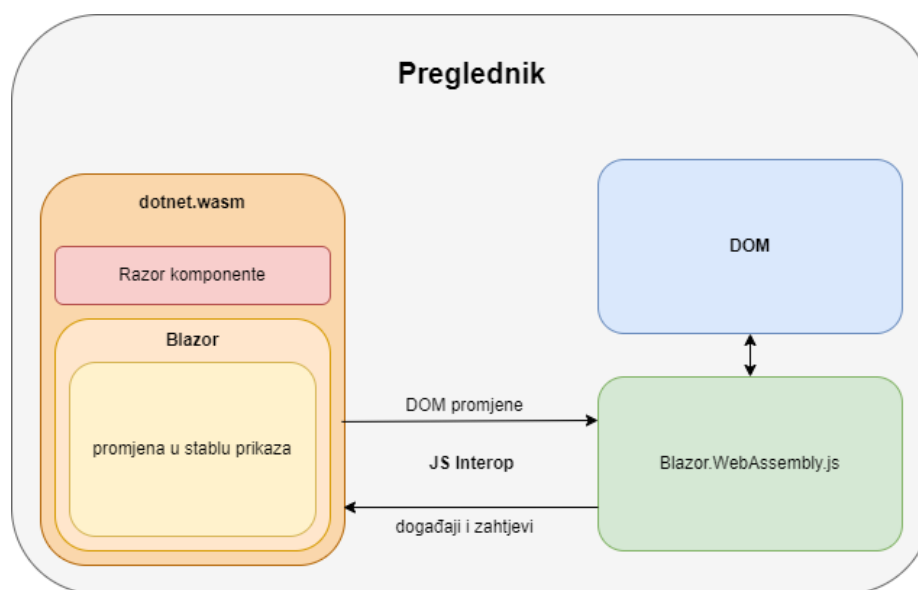 Preglednik
dotnet.wasm
Razor komponente
Blazor
promjena u stablu prikaza
DOM promjene
JS Interop
događaji i zahtjevi
DOM
Blazor.WebAssembly.js